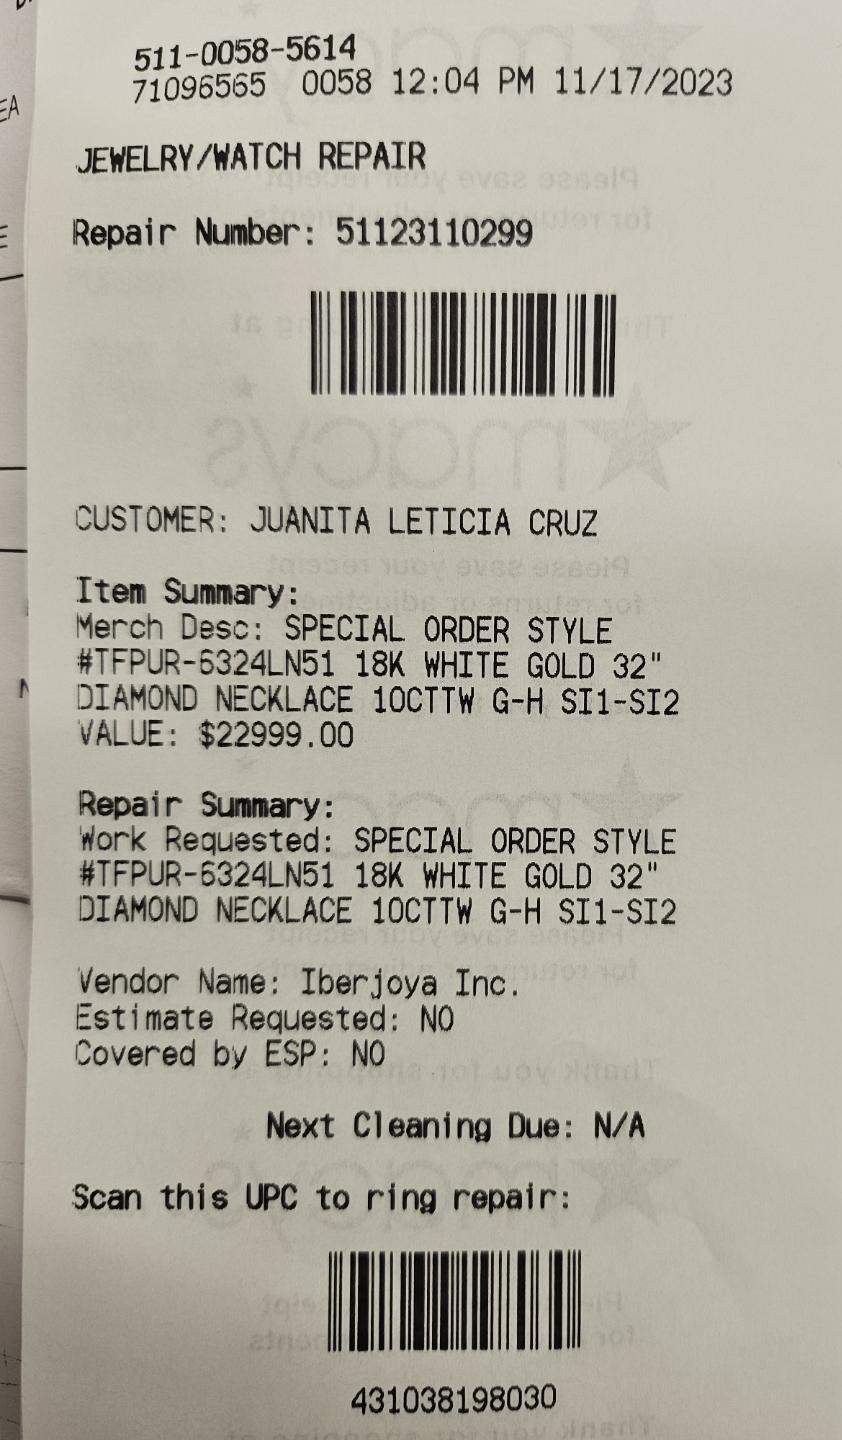 511-0058-5614
71096565 0058 12:04 PM 11/17/2023
JEWELRY/WATCH REPAIR
Repair Number: 51123110299
CUSTOMER: JUANITA LETICIA CRUZ
Item Summary:
Merch Desc: SPECIAL ORDER STYLE
#TFPUR-6324LN51 18K WHITE GOLD 32"
DIAMOND NECKLACE 10CTTW G-H SI1-SI2
VALUE: $22999.00
Repair Summary:
Work Requested: SPECIAL ORDER STYLE
#TFPUR-6324LN51 18K WHITE GOLD 32"
DIAMOND NECKLACE 10CTTW G-H SI1-SI2
Vendor Name: Iberjoya Inc.
Estimate Requested: NO
Covered by ESP: NO
Next Cleaning Due: N/A
Scan this UPC to ring repair:
431038198030